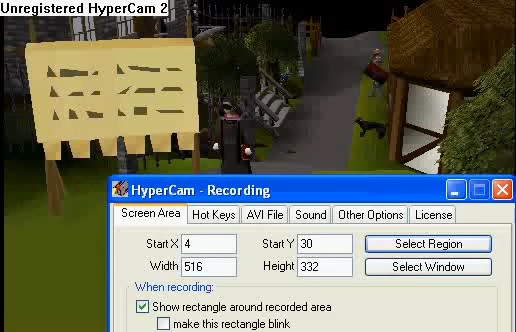 Unregistered HyperCam 2
HyperCam - Recording
Screen Area Hot Keys AVI File Sound Other Options License
Start X 4 Start Y 30 Select Region
Width 516 Height 332 Select Window
When recording:
Show rectangle around recorded area
make this rectangle blink